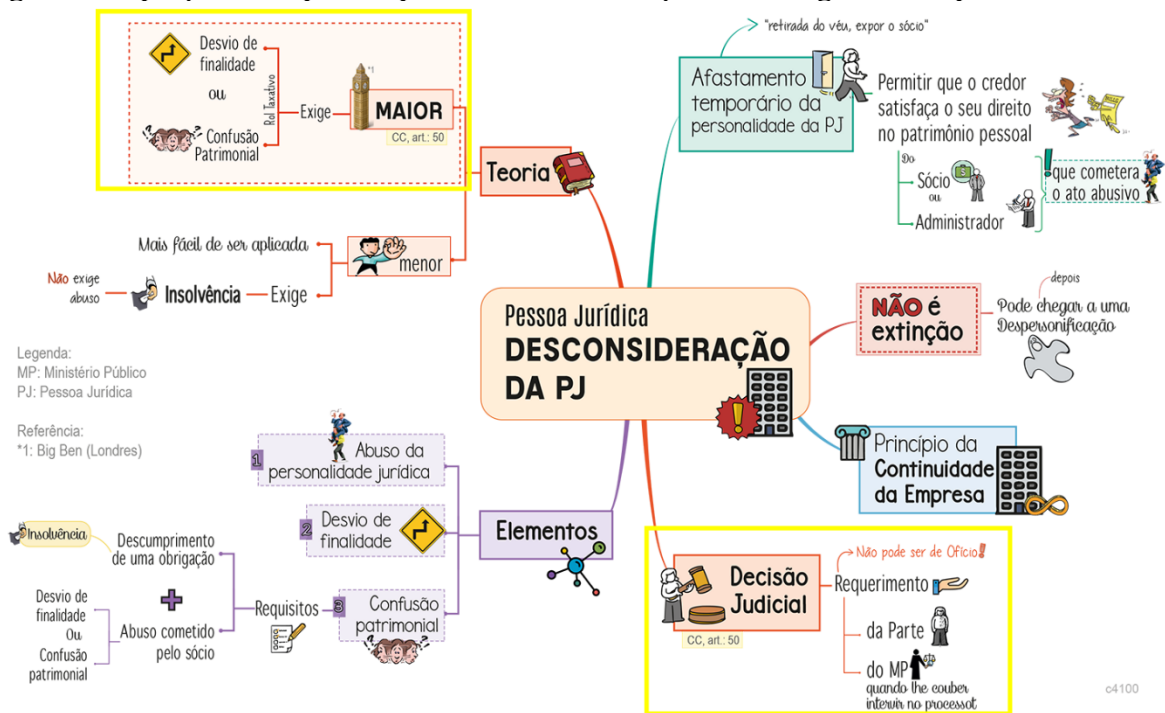 Desvio de
finalidade
ou
Confusão
Patrimonial
Rol Taxativo
Exige
*1
MAIOR
CC, art.: 50
Teoria
Mais fácil de ser aplicada
menor
Não exige
abuso
Insolvência
Exige
"retirada do véu, expor o sócio"
Afastamento
temporário da
personalidade da PJ
Permitir que o credor
satisfaça o seu direito
no patrimônio pessoal
Do
Sócio
ou
Administrador
que cometera
o ato abusivo
Pessoa Jurídica
DESCONSIDERAÇÃO
DA PJ
NÃO é
extinção
depois
Pode chegar a uma
Despersonificação
Princípio da
Continuidade
da Empresa
Legenda:
MP: Ministério Público
PJ: Pessoa Jurídica
Referência:
*1: Big Ben (Londres)
Elementos
1
Abuso da
personalidade jurídica
2
Desvio de
finalidade
3
Confusão
patrimonial
Requisitos
Insolvência
Descumprimento
de uma obrigação
Abuso cometido
pelo sócio
Desvio de
finalidade
Ou
Confusão
patrimonial
Decisão
Judicial
CC, art.: 50
Não pode ser de Ofício!
Requerimento
da Parte
do MP
quando lhe couber
intervir no processot
c4100